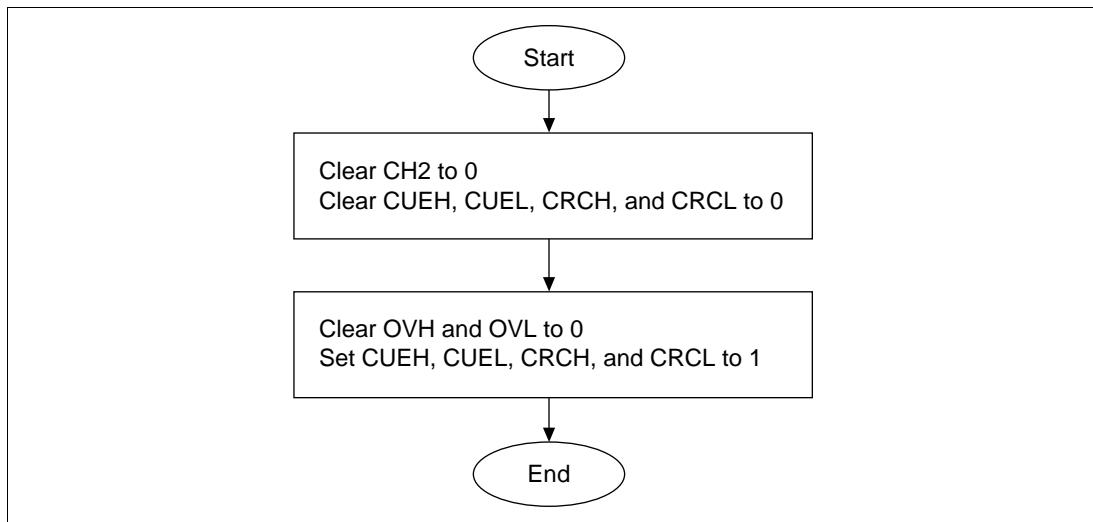 Start
Clear CH2 to 0
Clear CUEH, CUEL, CRCH, and CRCL to 0
Clear OVH and OVL to 0
Set CUEH, CUEL, CRCH, and CRCL to 1
End